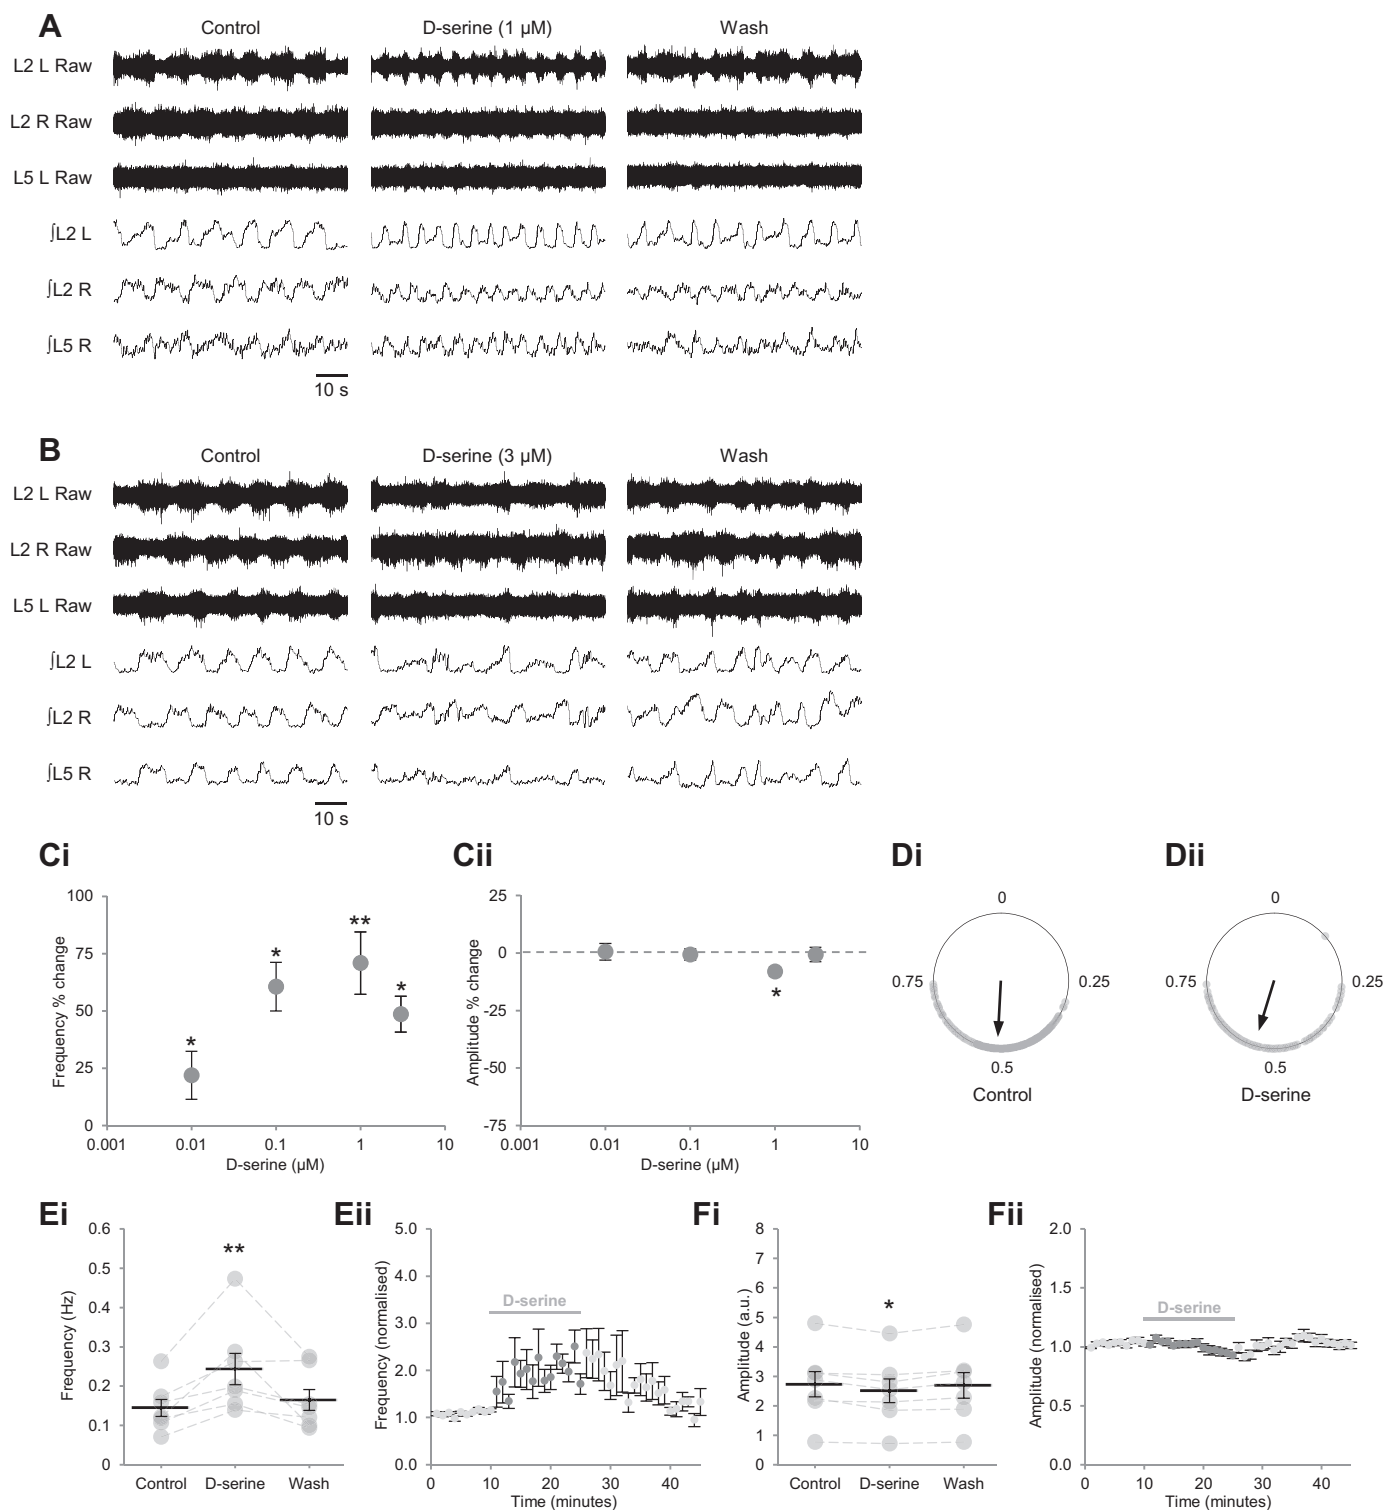 A
Control D-serine (1 µM) Wash
L2 L Raw
L2 R Raw
L5 L Raw
∫L2 L
∫L2 R
∫L5 R
10 s
B
Control D-serine (3 µM) Wash
L2 L Raw
L2 R Raw
L5 L Raw
∫L2 L
∫L2 R
∫L5 R
10 s
Ci
Frequency % change
100
75
50
25
0
* * ** *
0.001 0.01 0.1 1 10
D-serine (µM)
Cii
Amplitude % change
25
0
-25
-50
-75
*
0.001 0.01 0.1 1 10
D-serine (µM)
Di
0
0.75 0.25
0.5
Control
Dii
0
0.75 0.25
0.5
D-serine
Ei
Frequency (Hz)
0.6
0.5
0.4
0.3
0.2
0.1
0
**
Control D-serine Wash
Eii
Frequency (normalised)
5.0
4.0
3.0
2.0
1.0
0.0
D-serine
0 10 20 30 40
Time (minutes)
Fi
Amplitude (a.u.)
8
7
6
5
4
3
2
1
0
*
Control D-serine Wash
Fii
Amplitude (normalised)
2.0
1.5
1.0
0.5
0.0
D-serine
0 10 20 30 40
Time (minutes)